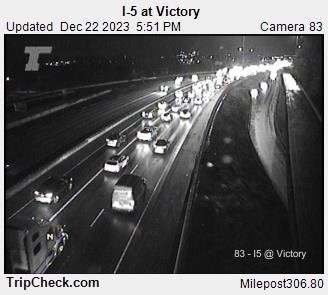 I-5 at Victory
Updated  Dec 22 2023  5:51 PM
Camera 83
83 - I5 @ Victory
TripCheck.com
Milepost306.80